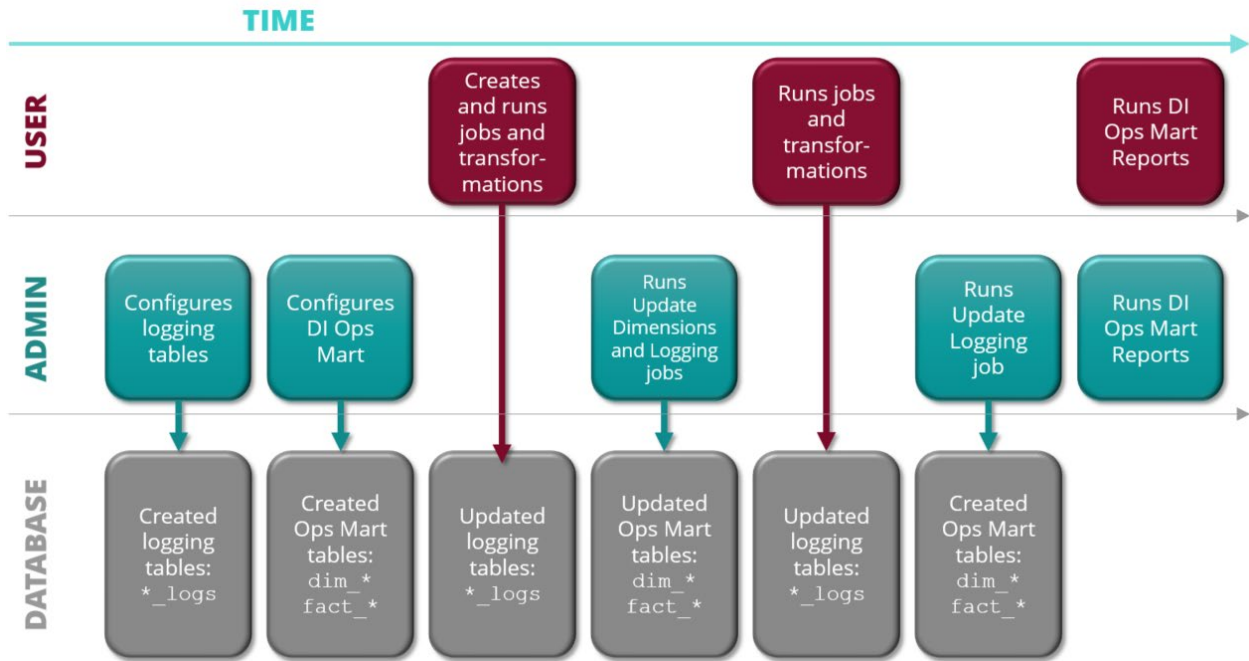 TIME
USER
Creates
and runs
jobs and
transfor-
mations
Runs jobs
and
transfor-
mations
Runs DI
Ops Mart
Reports
ADMIN
Configures
logging
tables
Configures
DI Ops
Mart
Runs
Update
Dimensions
and Logging
jobs
Runs
Update
Logging
job
Runs DI
Ops Mart
Reports
DATABASE
Created
logging
tables:
*_logs
Created
Ops Mart
tables:
dim_*
fact_*
Updated
logging
tables:
*_logs
Updated
Ops Mart
tables:
dim_*
fact_*
Updated
logging
tables:
*_logs
Created
Ops Mart
tables:
dim_*
fact_*